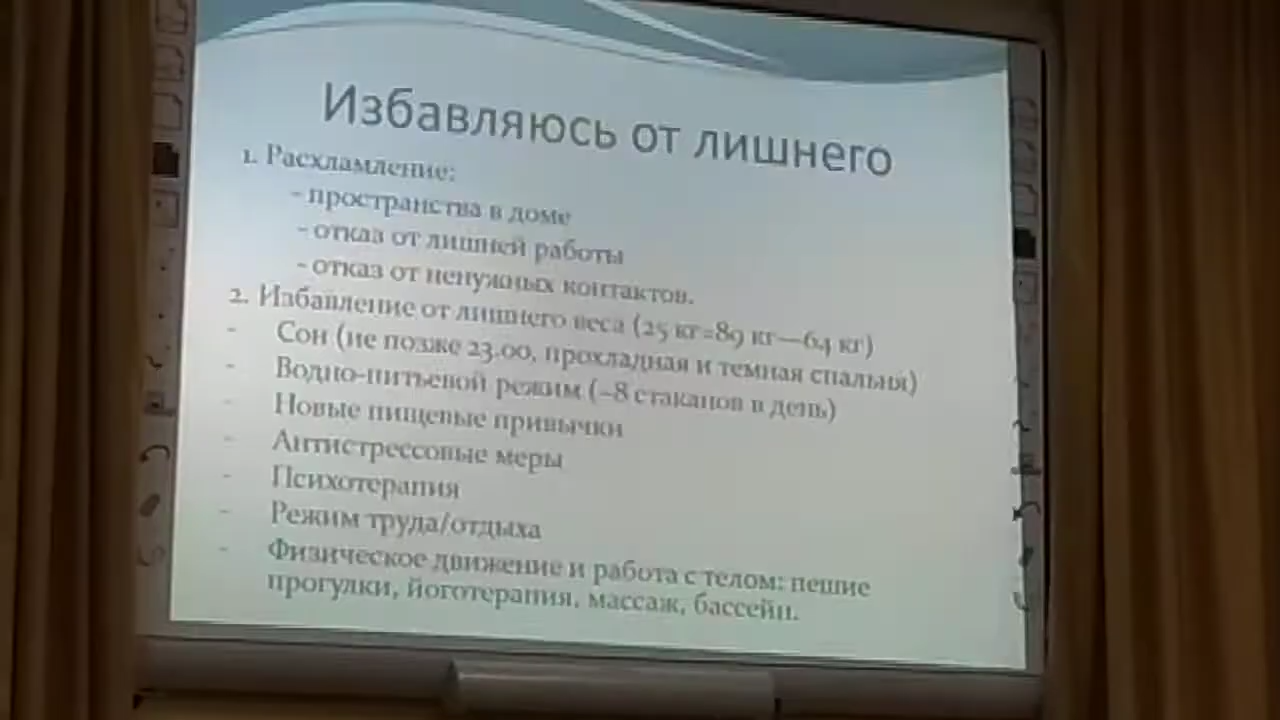 Избавляюсь от лишнего
1. Расхламление:
- пространства в доме
- отказ от лишней работы
- отказ от ненужных контактов.
2. Избавление от лишнего веса (25 кг=89 кг—64 кг)
- Сон (не позже 23.00, прохладная и темная спальня)
- Водно-питьевой режим (~8 стаканов в день)
- Новые пищевые привычки
- Антистрессовые меры
- Психотерапия
- Режим труда/отдыха
- Физическое движение и работа с телом: пешие
прогулки, йоготерапия, массаж, бассейн.